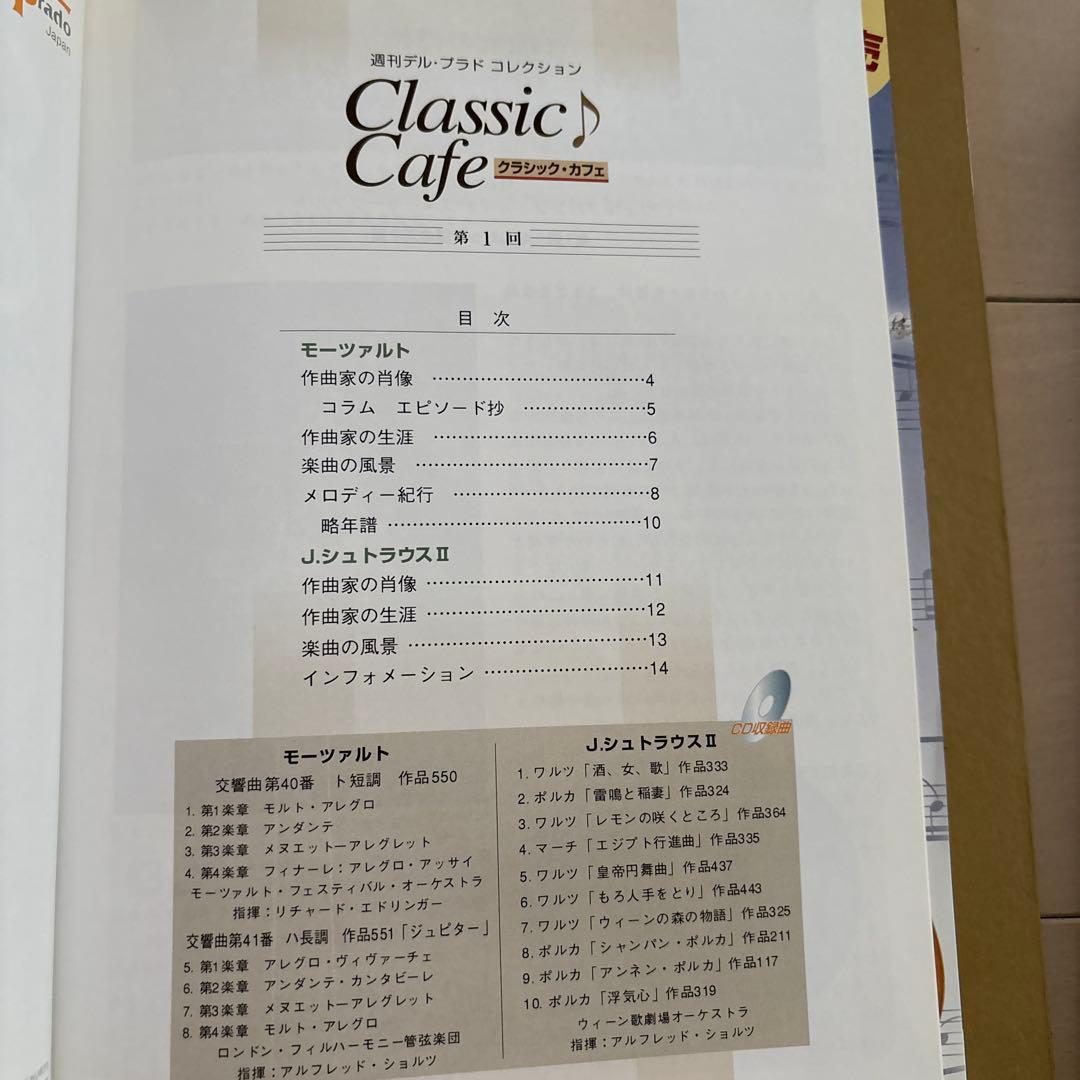 prado
Japan
売
週刊デル・プラド コレクション
Classic♪
Cafe クラシック・カフェ
第 1 回
目 次
モーツァルト
作曲家の肖像 ………………………………4
コラム エピソード抄 …………………5
作曲家の生涯 ………………………………6
楽曲の風景 …………………………………7
メロディー紀行 ……………………………8
略年譜 ……………………………………10
J.シュトラウスⅡ
作曲家の肖像 ………………………………11
作曲家の生涯 ………………………………12
楽曲の風景 …………………………………13
インフォメーション ………………………14
CD収録曲
モーツァルト
交響曲第40番 ト短調 作品550
1. 第1楽章 モルト・アレグロ
2. 第2楽章 アンダンテ
3. 第3楽章 メヌエットーアレグレット
4. 第4楽章 フィナーレ：アレグロ・アッサイ
モーツァルト・フェスティバル・オーケストラ
指揮：リチャード・エドリンガー
交響曲第41番 ハ長調 作品551「ジュピター」
5. 第1楽章 アレグロ・ヴィヴァーチェ
6. 第2楽章 アンダンテ・カンタビーレ
7. 第3楽章 メヌエットーアレグレット
8. 第4楽章 モルト・アレグロ
ロンドン・フィルハーモニー管弦楽団
指揮：アルフレッド・ショルツ
J.シュトラウスⅡ
1. ワルツ「酒、女、歌」作品333
2. ポルカ「雷鳴と稲妻」作品324
3. ワルツ「レモンの咲くところ」作品364
4. マーチ「エジプト行進曲」作品335
5. ワルツ「皇帝円舞曲」作品437
6. ワルツ「もろ人手をとり」作品443
7. ワルツ「ウィーンの森の物語」作品325
8. ポルカ「シャンパン・ポルカ」作品211
9. ポルカ「アンネン・ポルカ」作品117
10. ポルカ「浮気心」作品319
ウィーン歌劇場オーケストラ
指揮：アルフレッド・ショルツ